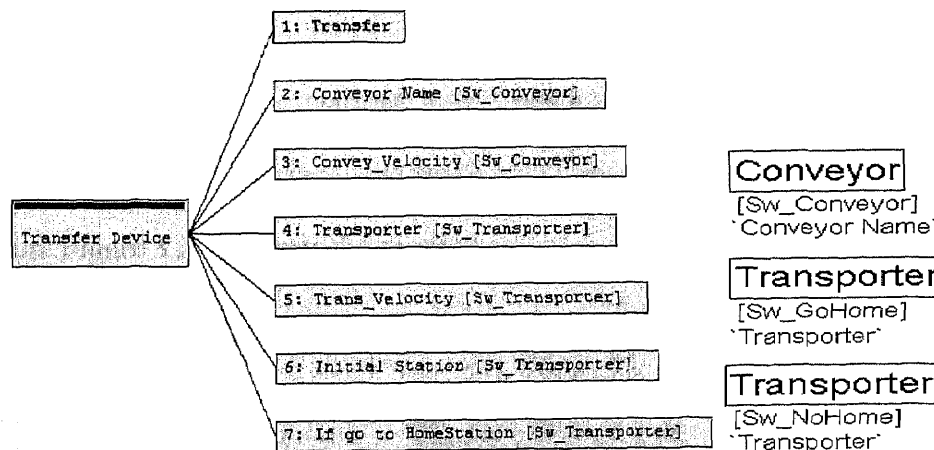 1: Transfer
2: Conveyor Name [Sw_Conveyor]
3: Convey_Velocity [Sw_Conveyor]
Transfer Device
4: Transporter [Sw_Transporter]
5: Trans_Velocity [Sw_Transporter]
6: Initial Station [Sw_Transporter]
7: If go to HomeStation [Sw_Transporter]
Conveyor
[Sw_Conveyor]
`Conveyor Name`
Transporter
[Sw_GoHome]
`Transporter`
Transporter
[Sw_NoHome]
`Transporter`